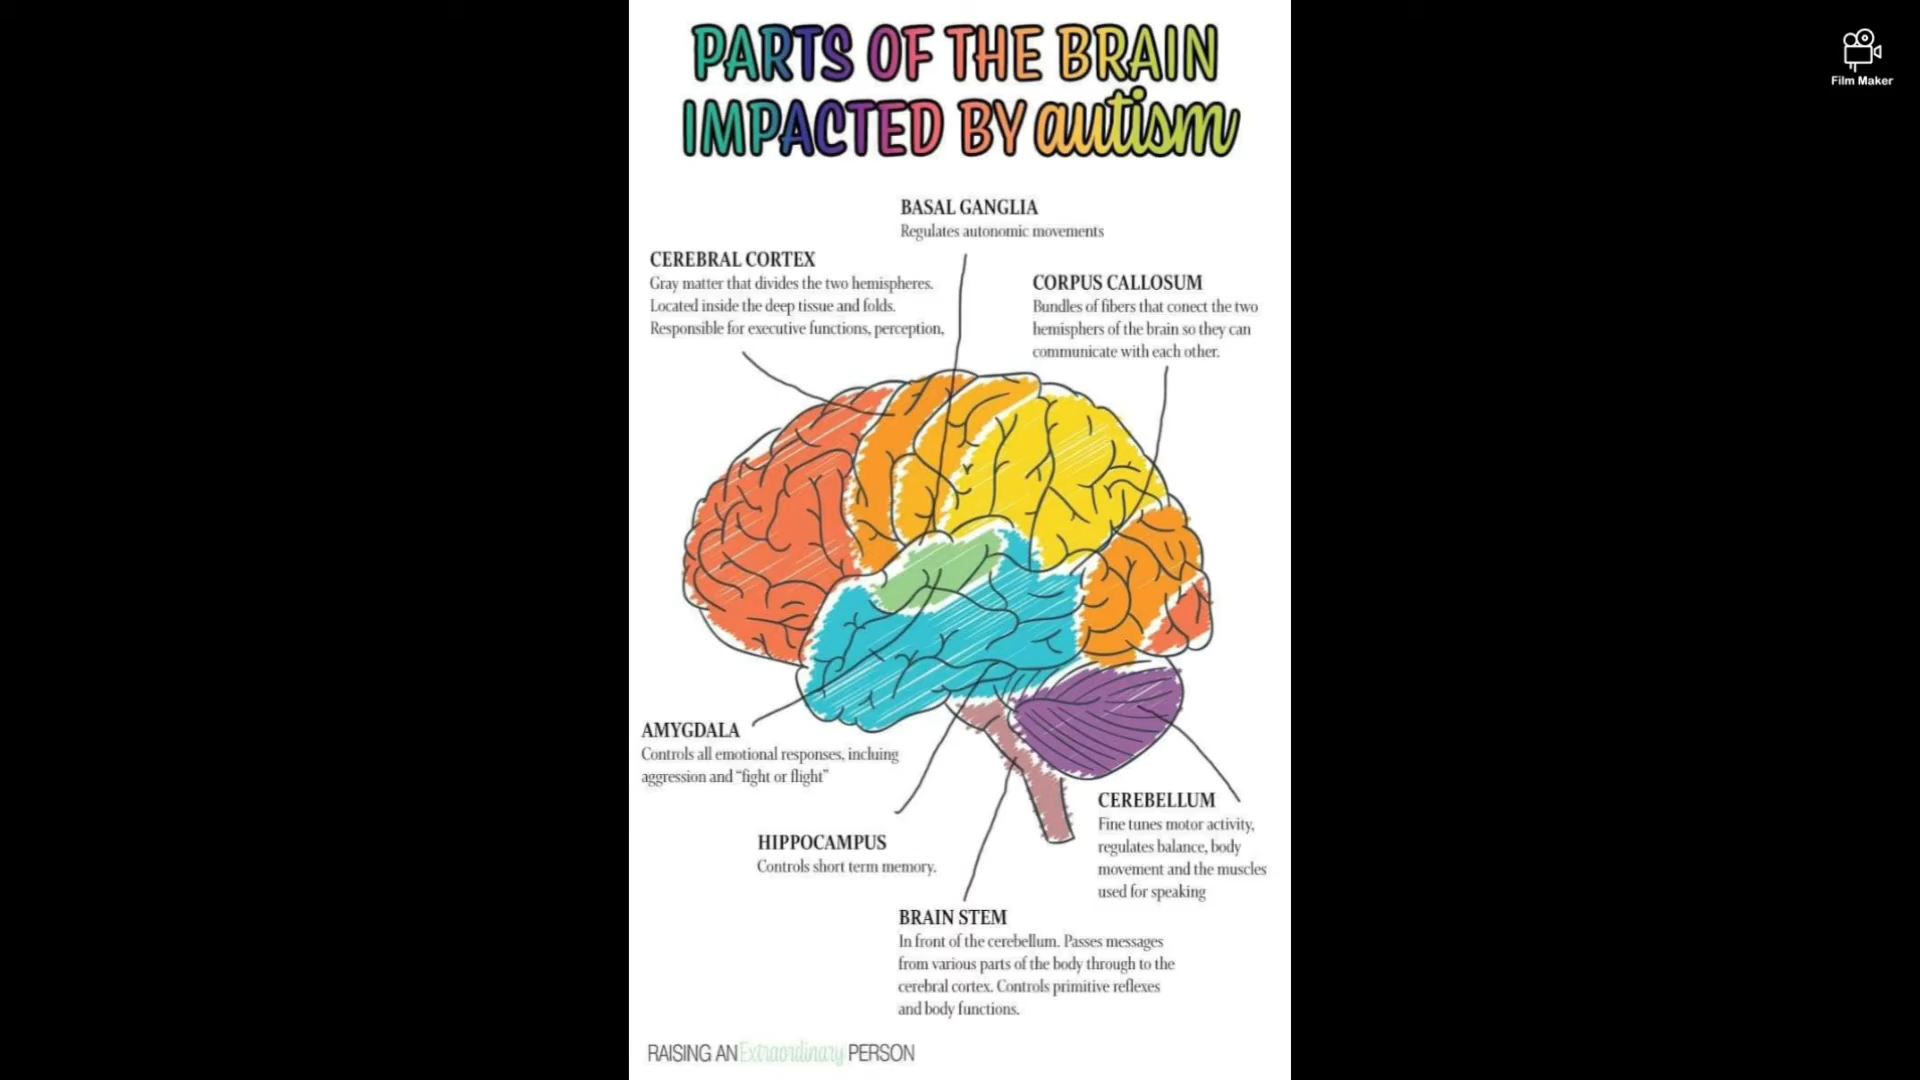 PARTS OF THE BRAIN
IMPACTED BY autism
Film Maker
BASAL GANGLIA
Regulates autonomic movements
CEREBRAL CORTEX
Gray matter that divides the two hemispheres.
Located inside the deep tissue and folds.
Responsible for executive functions, perception,
CORPUS CALLOSUM
Bundles of fibers that conect the two
hemisphers of the brain so they can
communicate with each other.
AMYGDALA
Controls all emotional responses, incluing
aggression and “fight or flight”
HIPPOCAMPUS
Controls short term memory.
CEREBELLUM
Fine tunes motor activity,
regulates balance, body
movement and the muscles
used for speaking
BRAIN STEM
In front of the cerebellum. Passes messages
from various parts of the body through to the
cerebral cortex. Controls primitive reflexes
and body functions.
RAISING AN Extraordinary PERSON